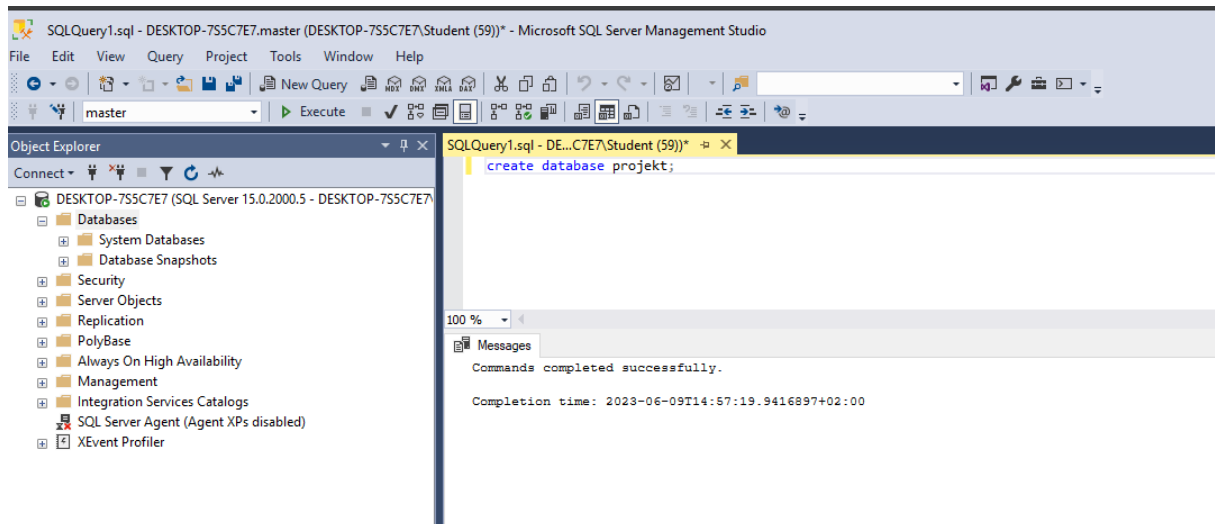 SQLQuery1.sql - DESKTOP-7S5C7E7.master (DESKTOP-7S5C7E7\Student (59))* - Microsoft SQL Server Management Studio
File Edit View Query Project Tools Window Help
New Query MDX DMX XMLA DAX
master Execute
Object Explorer
Connect
DESKTOP-7S5C7E7 (SQL Server 15.0.2000.5 - DESKTOP-7S5C7E7\
Databases
System Databases
Database Snapshots
Security
Server Objects
Replication
PolyBase
Always On High Availability
Management
Integration Services Catalogs
SQL Server Agent (Agent XPs disabled)
XEvent Profiler
SQLQuery1.sql - DE...C7E7\Student (59))*
create database projekt;
100 %
Messages
Commands completed successfully.
Completion time: 2023-06-09T14:57:19.9416897+02:00